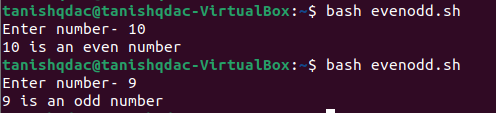 tanishqdac@tanishqdac-VirtualBox:~$ bash evenodd.sh
Enter number- 10
10 is an even number
tanishqdac@tanishqdac-VirtualBox:~$ bash evenodd.sh
Enter number- 9
9 is an odd number